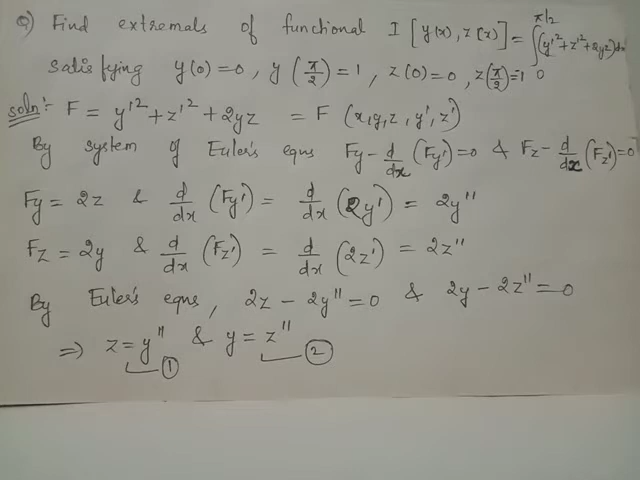 Q) Find extremals of functional I [y(x), z(x)] = ∫₀^{π/2} (y'² + z'² + 2yz) dx
satisfying y(0) = 0, y(π/2) = 1, z(0) = 0, z(π/2) = 1
soln:- F = y'² + z'² + 2yz = F (x, y, z, y', z')
By system of Euler's eqns Fy - d/dx (Fy') = 0 & Fz - d/dx (Fz') = 0
Fy = 2z & d/dx (Fy') = d/dx (2y') = 2y''
Fz = 2y & d/dx (Fz') = d/dx (2z') = 2z''
By Euler's eqns, 2z - 2y'' = 0 & 2y - 2z'' = 0
⇒ z = y'' & y = z''
① ②